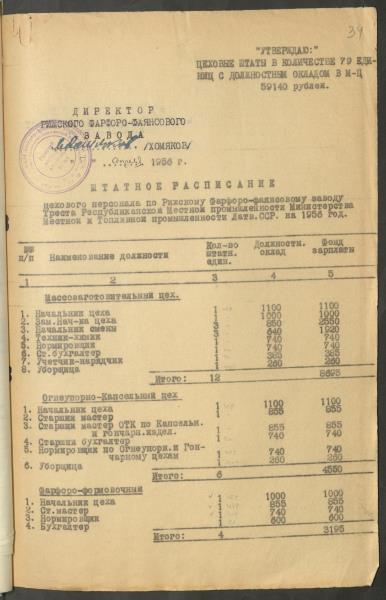 34
"УТВЕРЖДАЮ:"
ЦЕХОВЫЕ ШТАТЫ В КОЛИЧЕСТВЕ 79 ЕДИ-
НИЦ С ДОЛЖНОСТНЫМ ОКЛАДОМ В М-Ц
59140 рублей.
ДИРЕКТОР
РИЖСКОГО ФАРФОРО-ФАЯНСОВОГО
ЗАВОДА
/ХОМЯКОВ/
1956 г.
ШТАТНОЕ РАСПИСАНИЕ
цехового персонала по Рижскому Фарфоро-фаянсовому заводу
Треста Республиканской Местной промышленности Министерства
Местной и Топливной промышленности Латв.ССР. на 1956 год.
№№ п/п Наименование должности Кол-во штатн. един. Должностн. оклад Фонд зарплаты
1 2 3 4 5
Массозаготовительный цех.
1. Начальник цеха 1 1100 1100
2. Зам.Нач-ка цеха 1 1000 1000
3. Начальник смены 3 850 2550
4. Техник-химик 3 640 1920
5. Нормировщик 1 740 740
6. Ст.бухгалтер 1 740 740
7. Учетчик-нарядчик 1 385 385
8. Уборщица 1 260 260
Итого: 12 8695
Огнеупорно-Капсельный цех
1. Начальник цеха 1 1100 1100
2. Старший мастер 1 855 855
3. Старший мастер ОТК по Капсельн.
и гончарн.издел. 1 855 855
4. Старший бухгалтер 1 740 740
5. Нормировщик по Огнеупорн.и Гон-
чарному цехам 1 740 740
6. Уборщица 1 260 260
Итого: 6 4550
Фарфоро-формовочный
1. Начальник цеха 1 1000 1000
2. Ст.мастер 1 855 855
3. Нормировщик 1 740 740
4. Бухгалтер 1 600 600
Итого: 4 3195